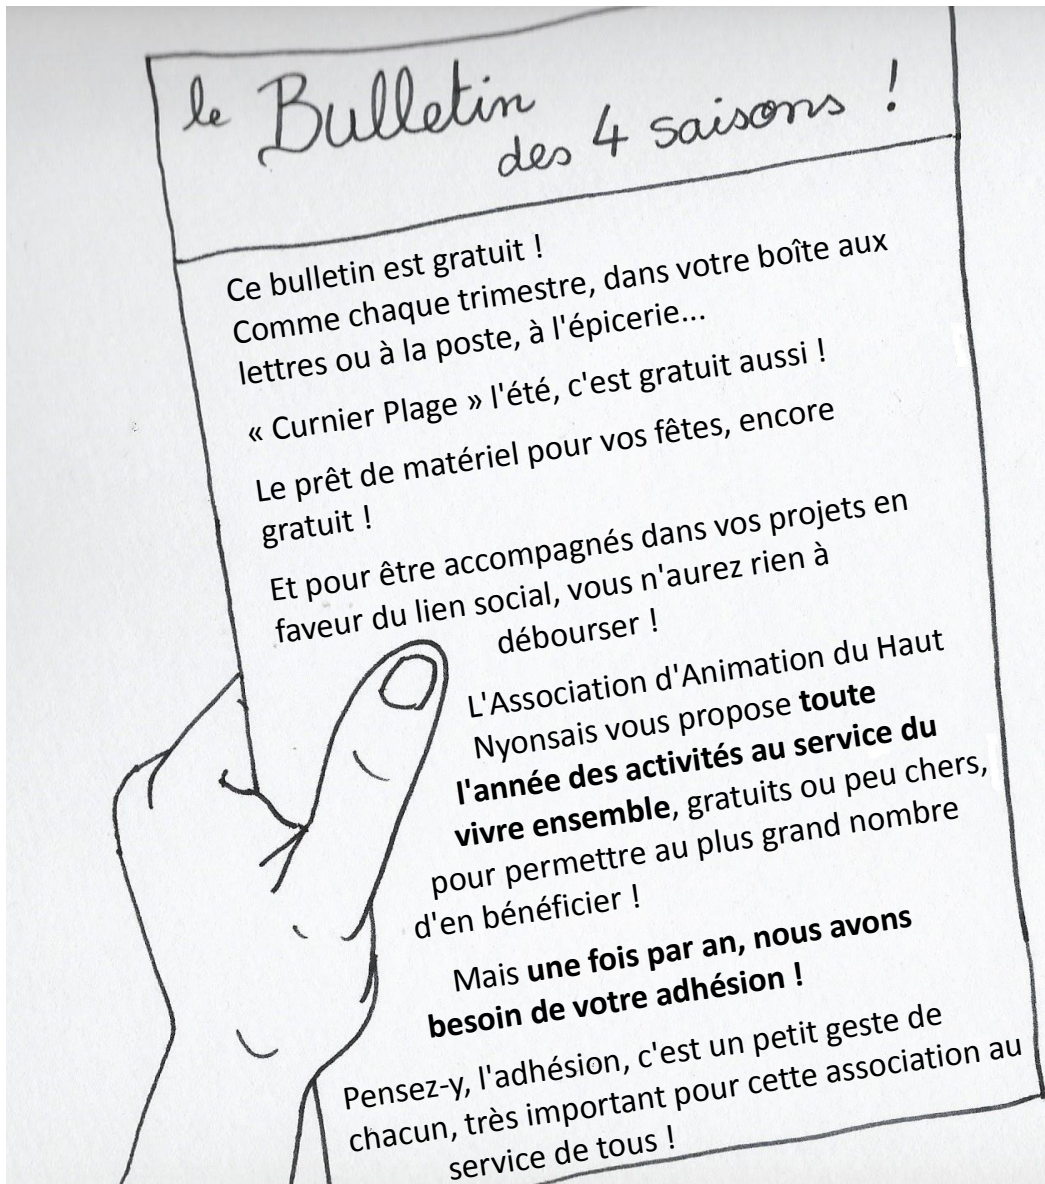 le Bulletin
des 4 saisons !
Ce bulletin est gratuit !
Comme chaque trimestre, dans votre boîte aux
lettres ou à la poste, à l'épicerie...
« Curnier Plage » l'été, c'est gratuit aussi !
Le prêt de matériel pour vos fêtes, encore
gratuit !
Et pour être accompagnés dans vos projets en
faveur du lien social, vous n'aurez rien à
débourser !
L'Association d'Animation du Haut
Nyonsais vous propose toute
l'année des activités au service du
vivre ensemble, gratuits ou peu chers,
pour permettre au plus grand nombre
d'en bénéficier !
Mais une fois par an, nous avons
besoin de votre adhésion !
Pensez-y, l'adhésion, c'est un petit geste de
chacun, très important pour cette association au
service de tous !